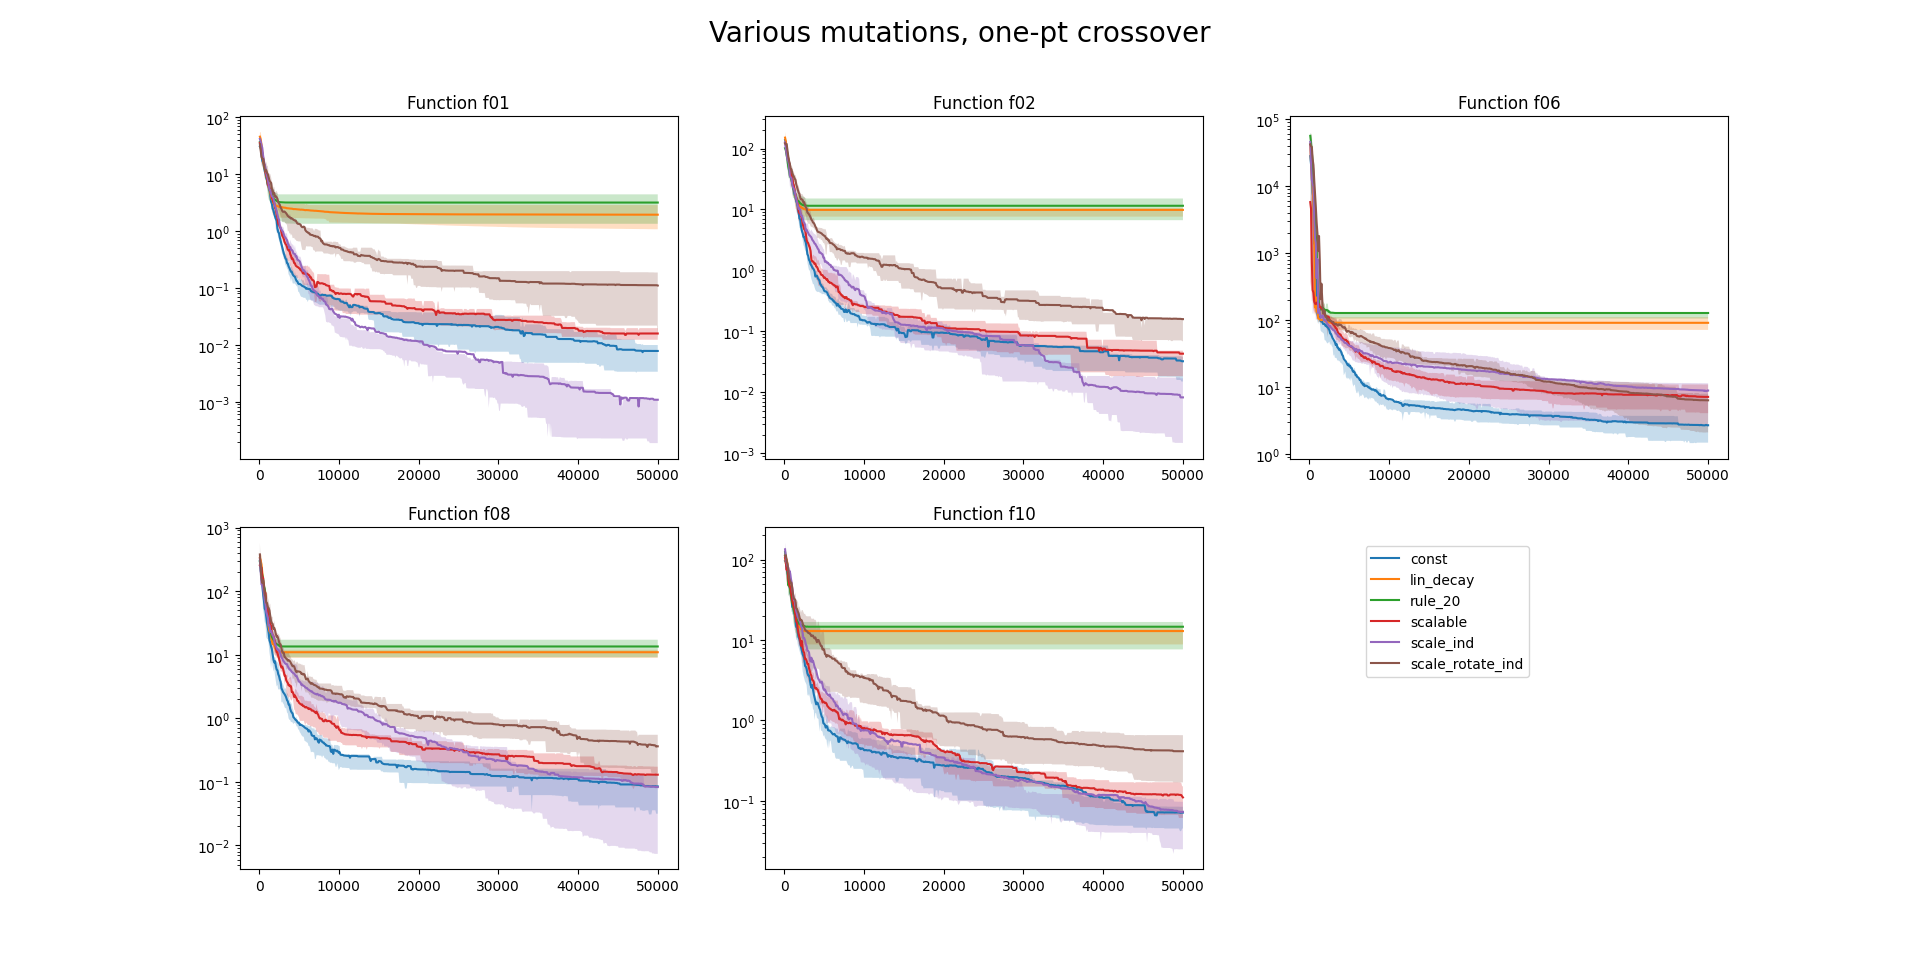 Various mutations, one-pt crossover
Function f01
10^2
10^1
10^0
10^-1
10^-2
10^-3
0 10000 20000 30000 40000 50000
Function f02
10^2
10^1
10^0
10^-1
10^-2
10^-3
0 10000 20000 30000 40000 50000
Function f06
10^5
10^4
10^3
10^2
10^1
10^0
0 10000 20000 30000 40000 50000
Function f08
10^3
10^2
10^1
10^0
10^-1
10^-2
0 10000 20000 30000 40000 50000
Function f10
10^2
10^1
10^0
10^-1
0 10000 20000 30000 40000 50000
const
lin_decay
rule_20
scalable
scale_ind
scale_rotate_ind